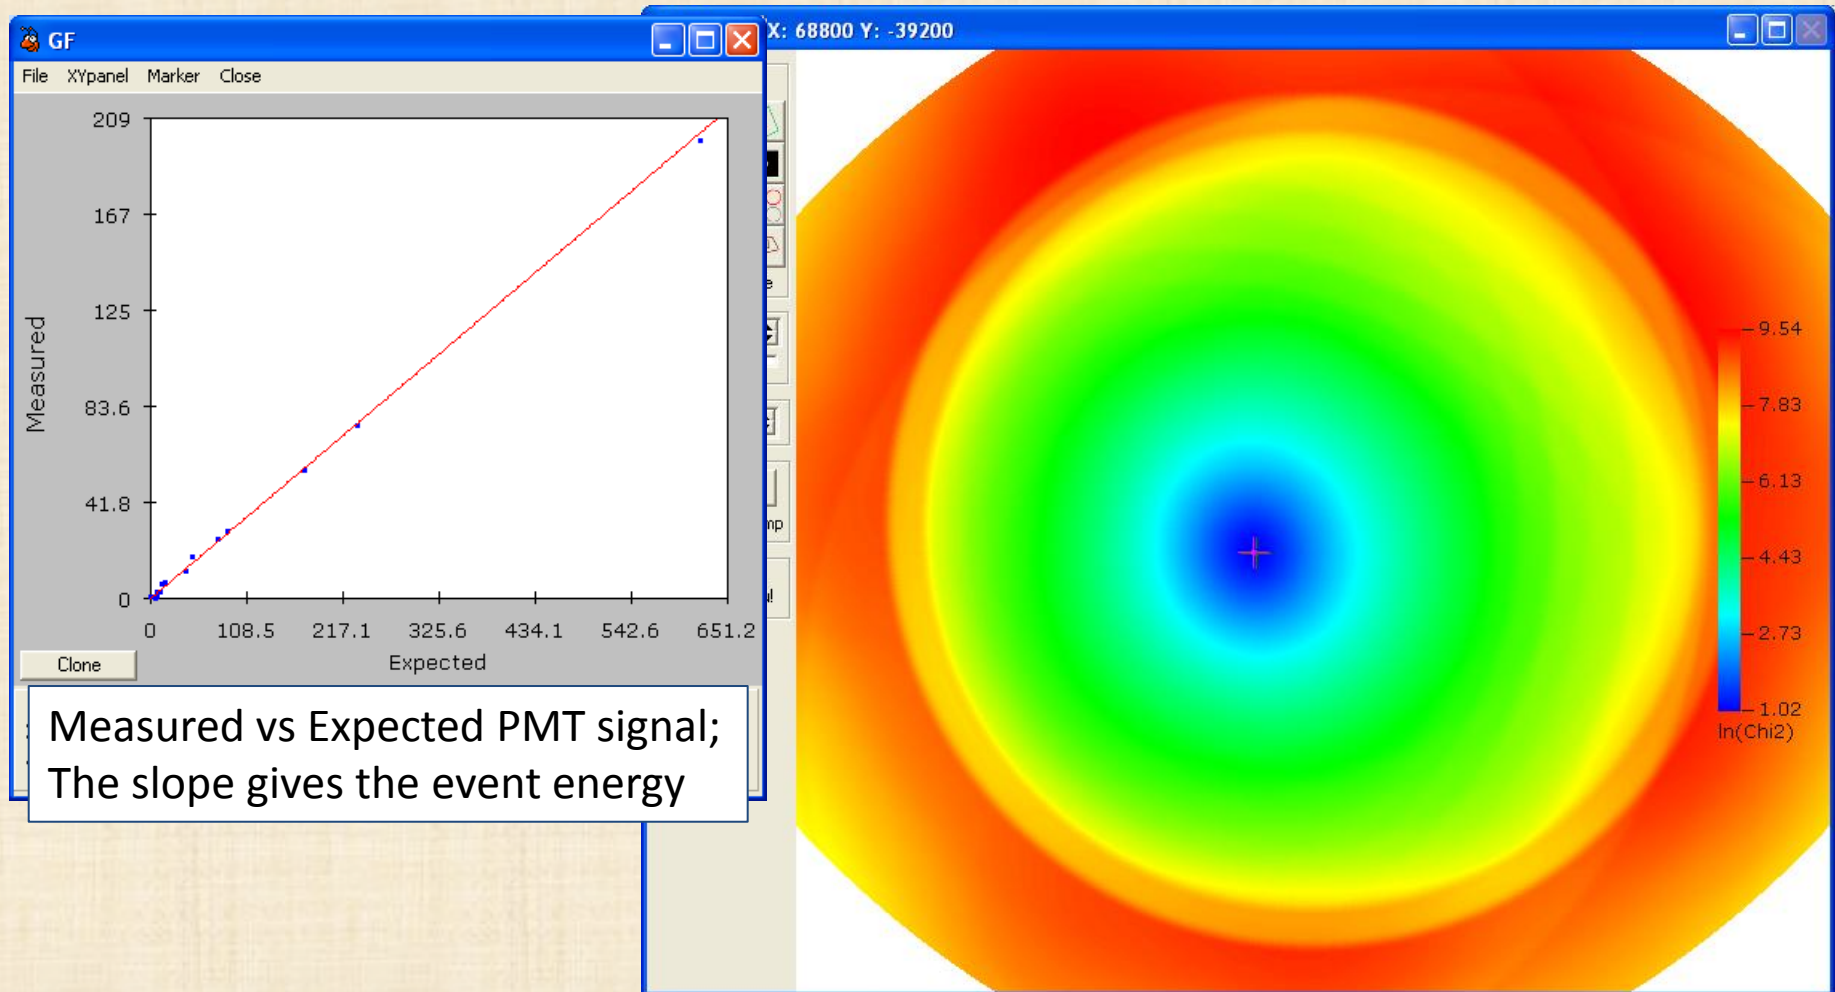 GF
File XYpanel Marker Close
209
167
125
83.6
41.8
0
Measured
0 108.5 217.1 325.6 434.1 542.6 651.2
Expected
Clone
Measured vs Expected PMT signal;
The slope gives the event energy
X: 68800 Y: -39200
9.54
7.83
6.13
4.43
2.73
1.02
ln(Chi2)